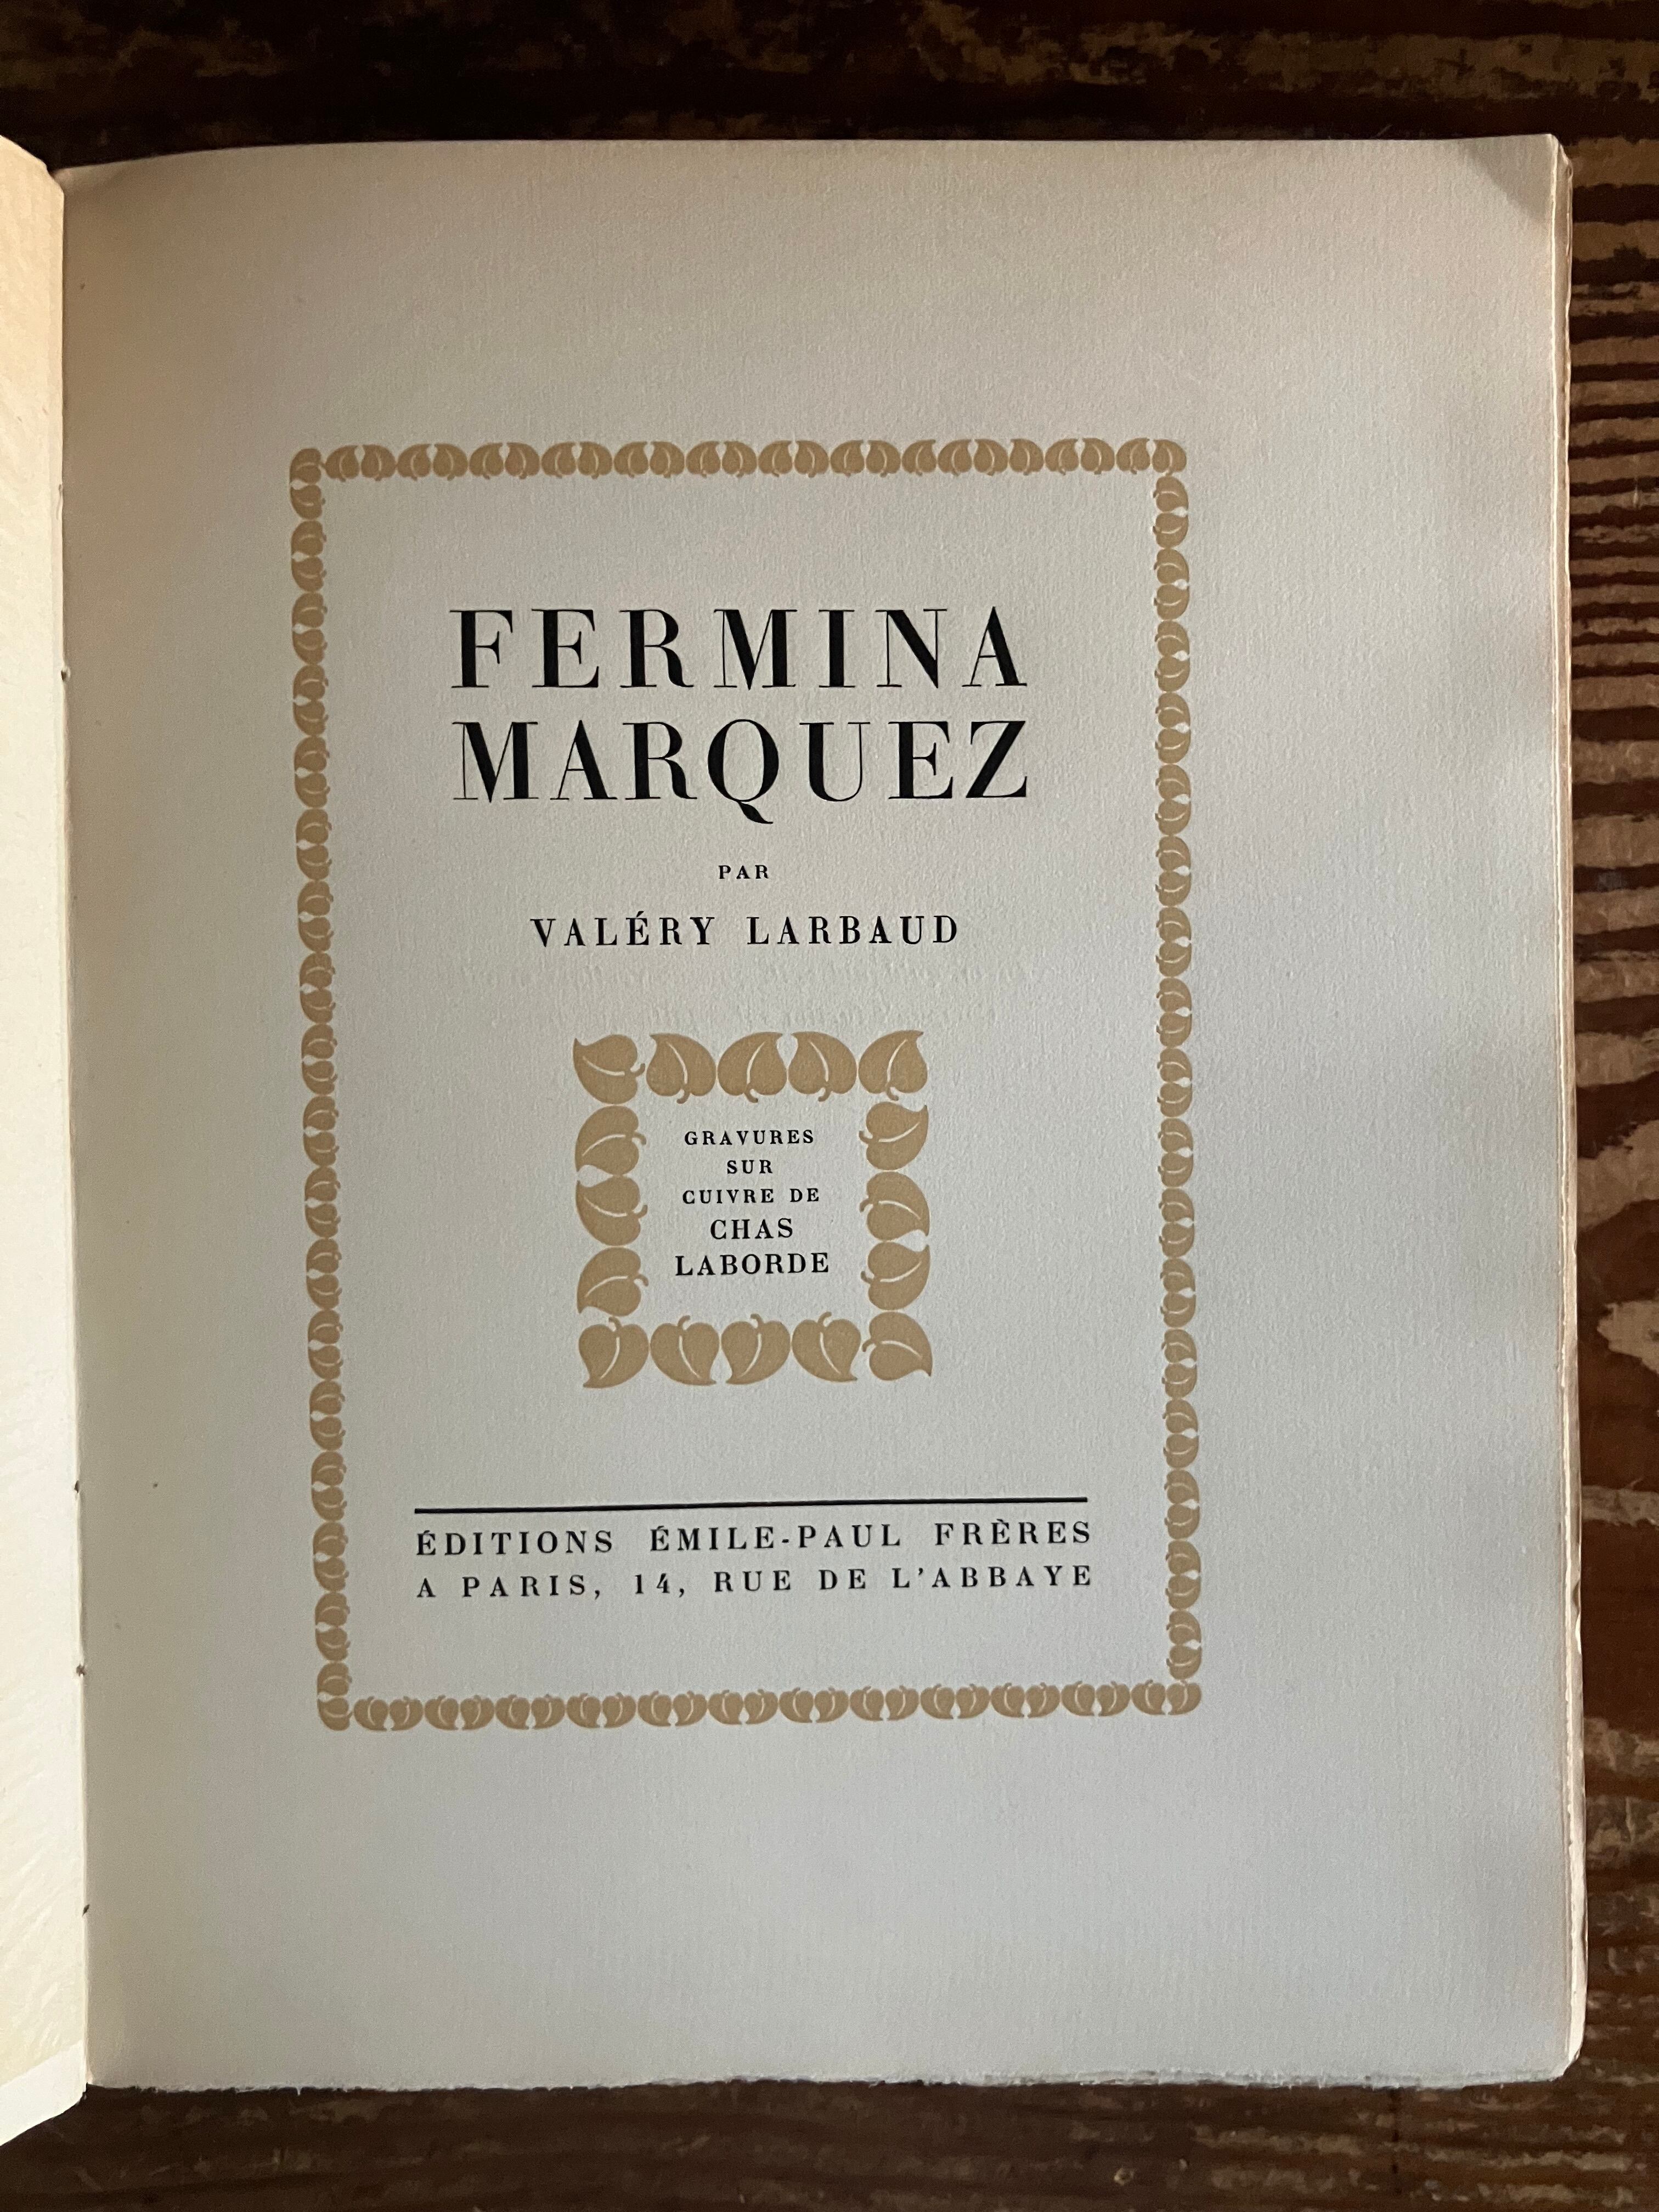 FERMINA
MARQUEZ
PAR
VALÉRY LARBAUD
GRAVURES
SUR
CUIVRE DE
CHAS
LABORDE
ÉDITIONS ÉMILE-PAUL FRÈRES
A PARIS, 14, RUE DE L'ABBAYE